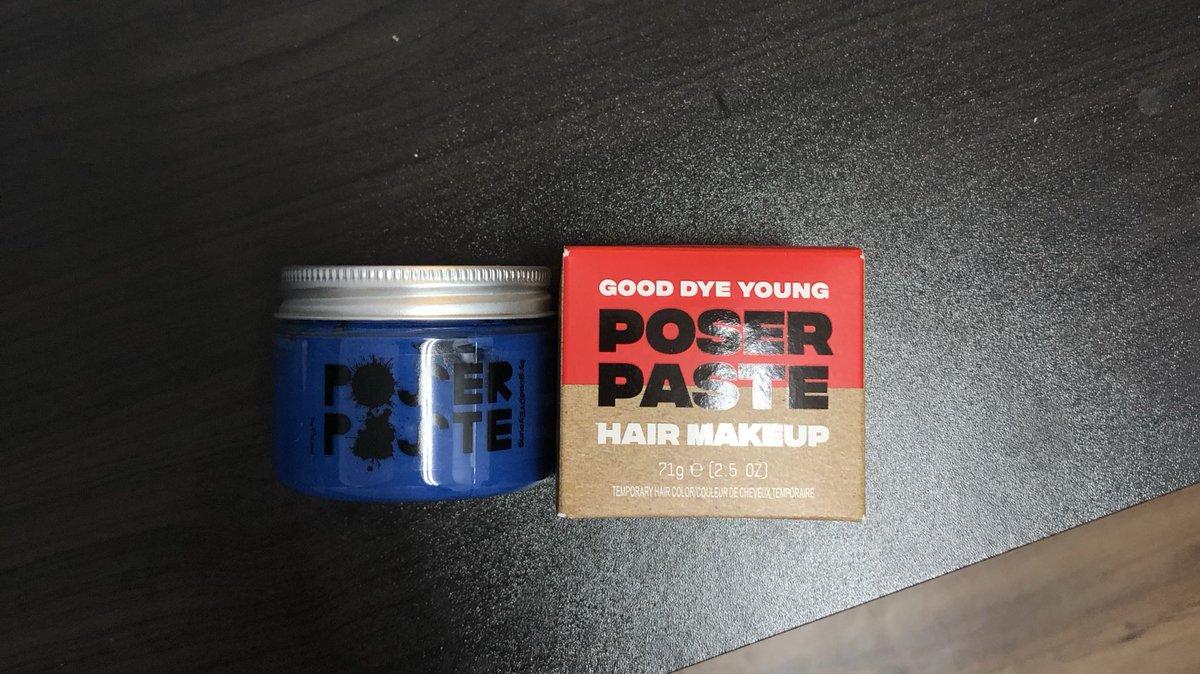 POSER
PASTE
by goodDYEyoung
GOOD DYE YOUNG
POSER
PASTE
HAIR MAKEUP
71g ℮ (2.5 OZ)
TEMPORARY HAIR COLOR/COULEUR DE CHEVEUX TEMPORAIRE